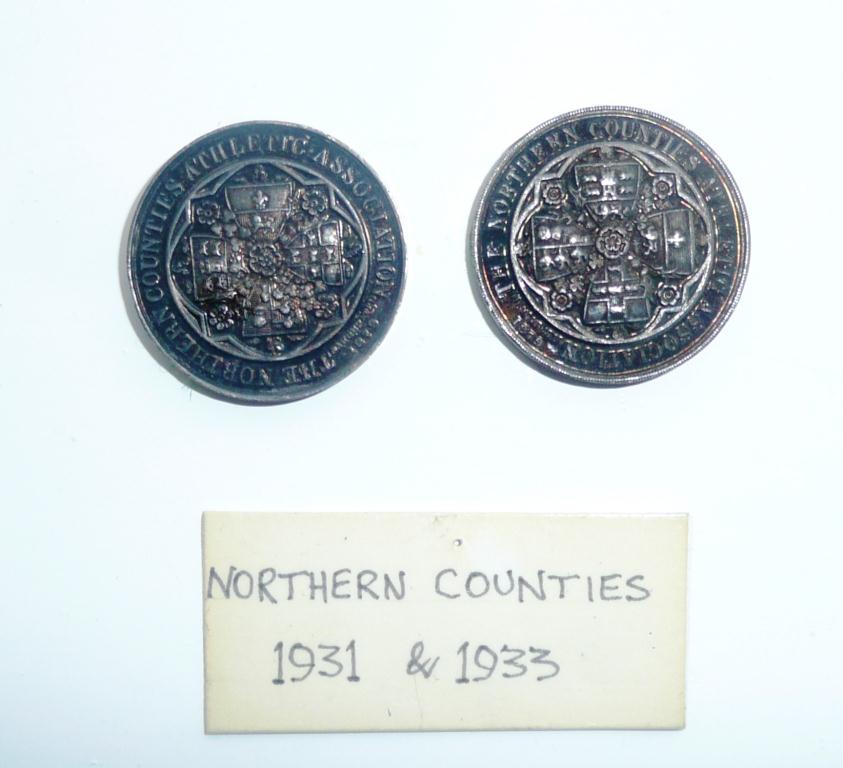 THE NORTHERN COUNTIES ATHLETIC ASSOCIATION
THE NORTHERN COUNTIES ATHLETIC ASSOCIATION
NORTHERN COUNTIES
1931 & 1933